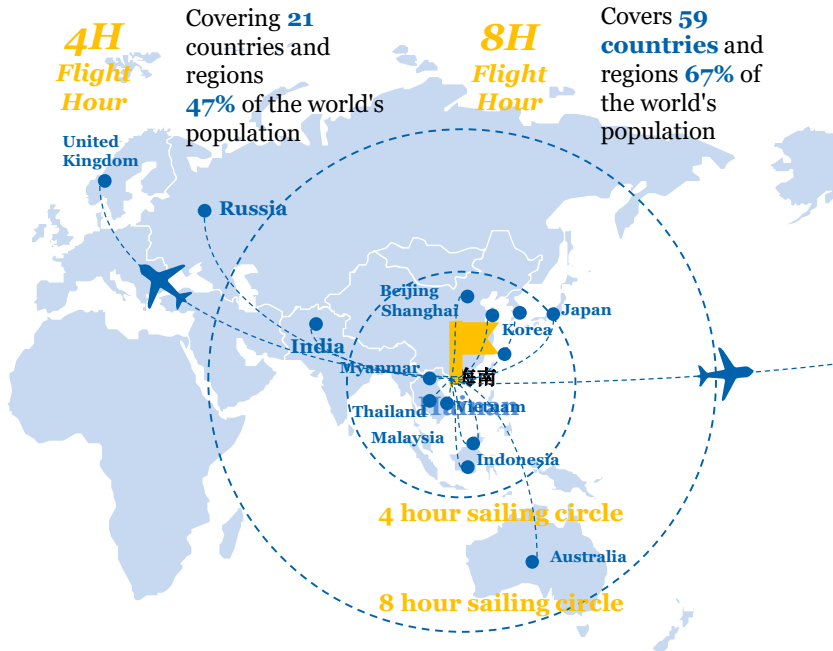 4H
Flight
Hour
Covering 21
countries and
regions
47% of the world's
population
8H
Flight
Hour
Covers 59
countries and
regions 67% of
the world's
population
United
Kingdom
Russia
Beijing
Shanghai
Korea
Japan
India
Myanmar
海南
Hainan
Thailand
Vietnam
Malaysia
Indonesia
4 hour sailing circle
Australia
8 hour sailing circle